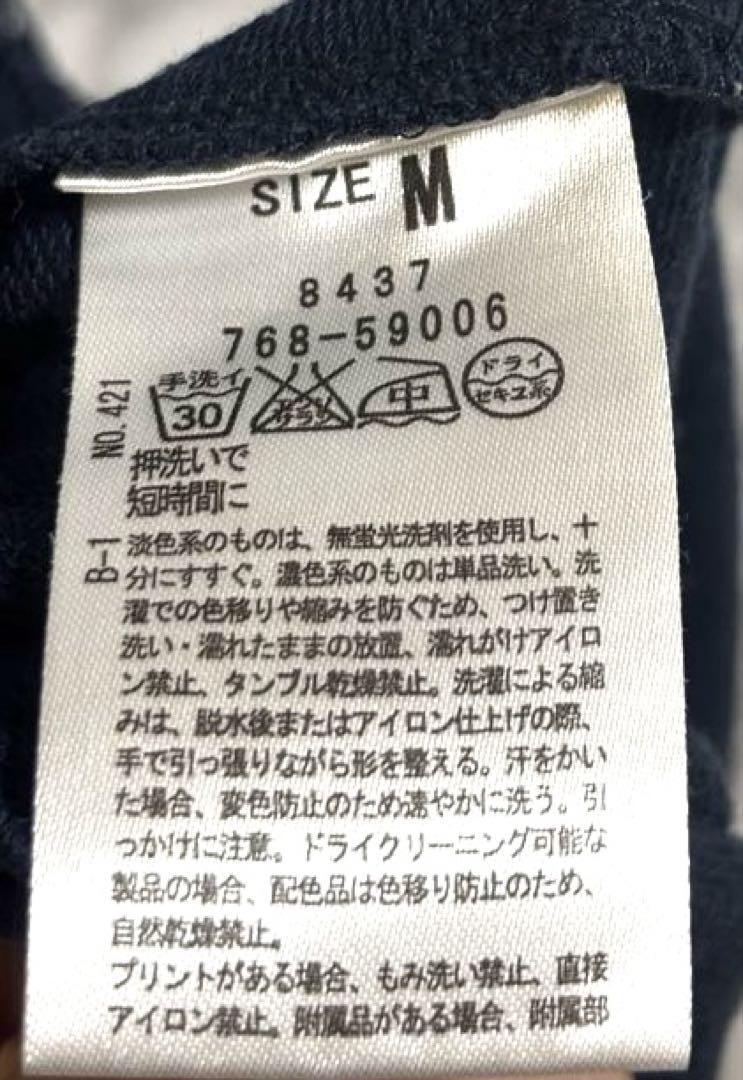 SIZE M
8437
768-59006
手洗イ
30
エンソサラシ
中
ドライ
セキユ系
NO.421
押洗いで
短時間に
B-1
淡色系のものは、無蛍光洗剤を使用し、十
分にすすぐ。濃色系のものは単品洗い。洗
濯での色移りや縮みを防ぐため、つけ置き
洗い・濡れたままの放置、濡れがけアイロ
ン禁止、タンブル乾燥禁止。洗濯による縮
みは、脱水後またはアイロン仕上げの際、
手で引っ張りながら形を整える。汗をかい
た場合、変色防止のため速やかに洗う。引
っかけに注意。ドライクリーニング可能な
製品の場合、配色品は色移り防止のため、
自然乾燥禁止。
プリントがある場合、もみ洗い禁止、直接
アイロン禁止。附属品がある場合、附属部